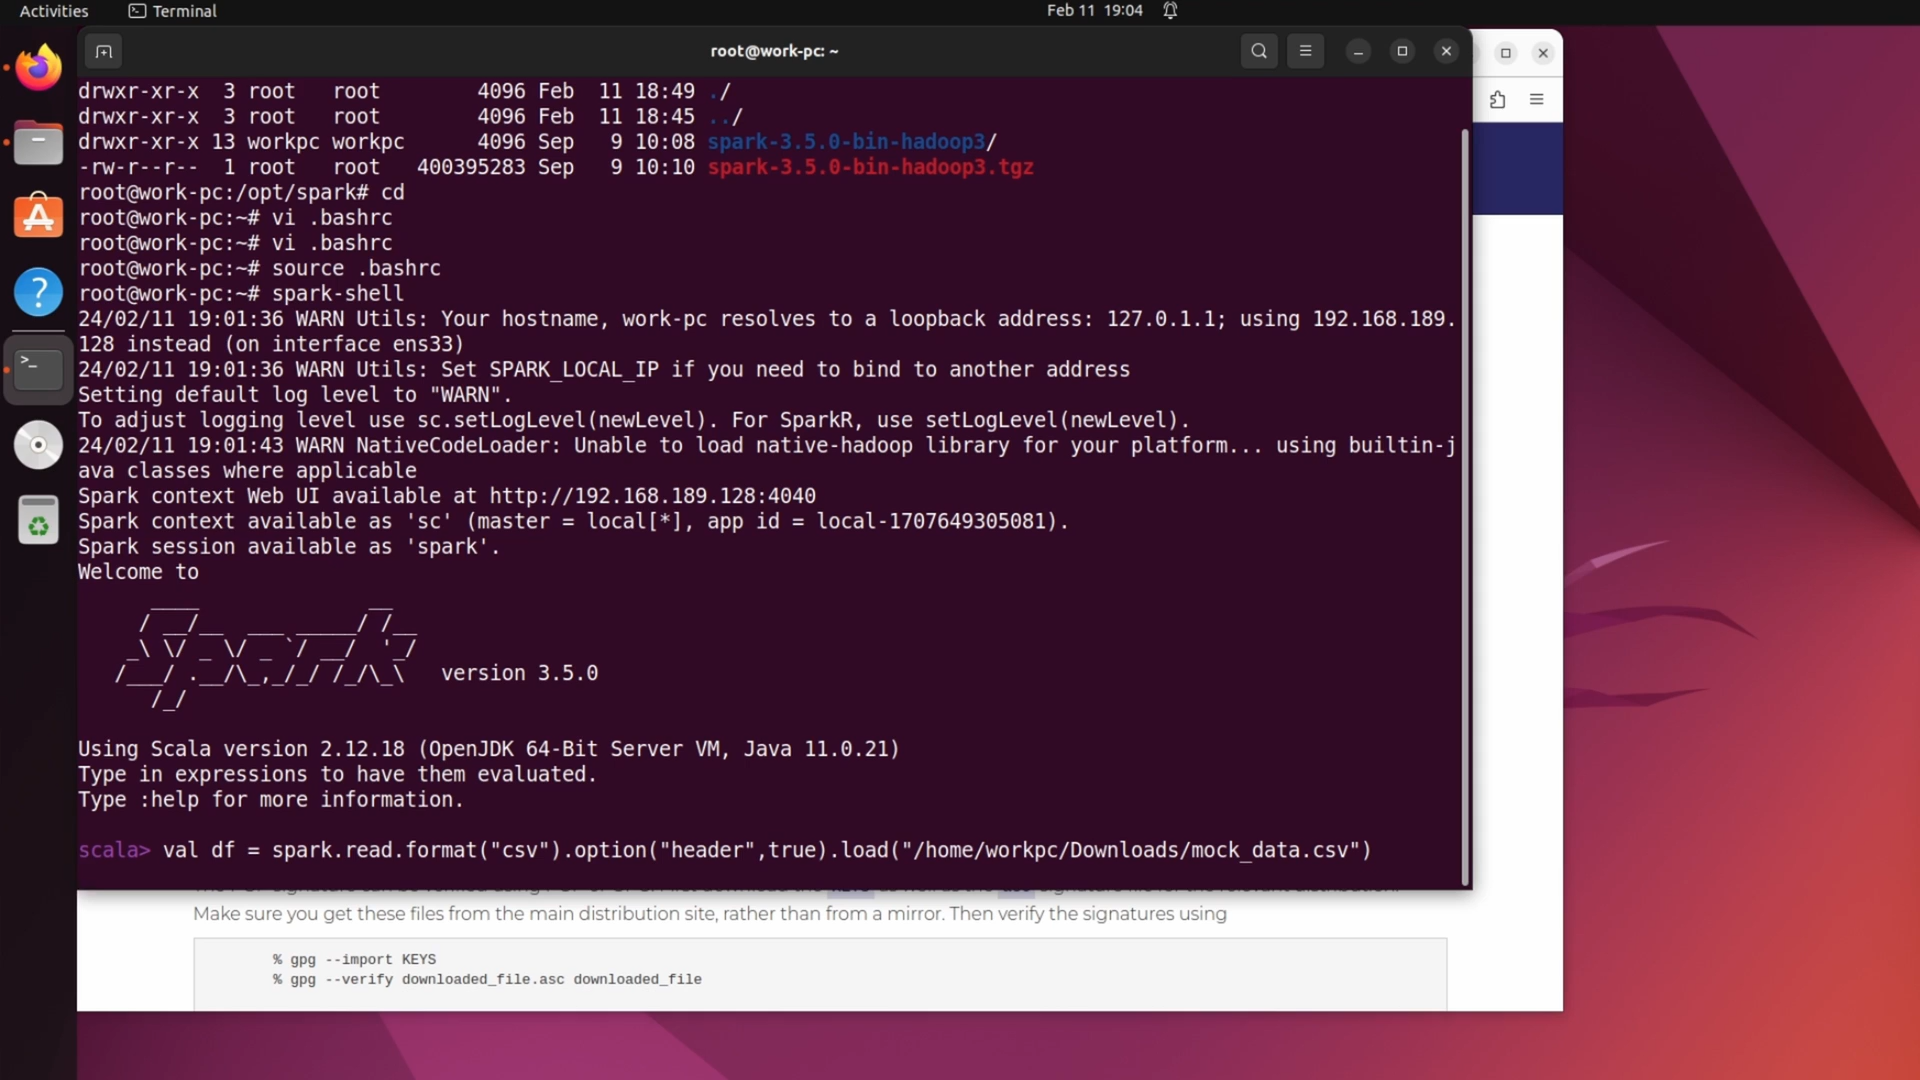 Activities Terminal Feb 11 19:04
root@work-pc: ~
drwxr-xr-x  3 root   root        4096 Feb  11 18:49 ./
drwxr-xr-x  3 root   root        4096 Feb  11 18:45 ../
drwxr-xr-x 13 workpc workpc      4096 Sep   9 10:08 spark-3.5.0-bin-hadoop3/
-rw-r--r--  1 root   root   400395283 Sep   9 10:10 spark-3.5.0-bin-hadoop3.tgz
root@work-pc:/opt/spark# cd
root@work-pc:~# vi .bashrc
root@work-pc:~# vi .bashrc
root@work-pc:~# source .bashrc
root@work-pc:~# spark-shell
24/02/11 19:01:36 WARN Utils: Your hostname, work-pc resolves to a loopback address: 127.0.1.1; using 192.168.189.
128 instead (on interface ens33)
24/02/11 19:01:36 WARN Utils: Set SPARK_LOCAL_IP if you need to bind to another address
Setting default log level to "WARN".
To adjust logging level use sc.setLogLevel(newLevel). For SparkR, use setLogLevel(newLevel).
24/02/11 19:01:43 WARN NativeCodeLoader: Unable to load native-hadoop library for your platform... using builtin-j
ava classes where applicable
Spark context Web UI available at http://192.168.189.128:4040
Spark context available as 'sc' (master = local[*], app id = local-1707649305081).
Spark session available as 'spark'.
Welcome to
Spark version 3.5.0
Using Scala version 2.12.18 (OpenJDK 64-Bit Server VM, Java 11.0.21)
Type in expressions to have them evaluated.
Type :help for more information.
scala> val df = spark.read.format("csv").option("header",true).load("/home/workpc/Downloads/mock_data.csv")
Make sure you get these files from the main distribution site, rather than from a mirror. Then verify the signatures using
% gpg --import KEYS
% gpg --verify downloaded_file.asc downloaded_file